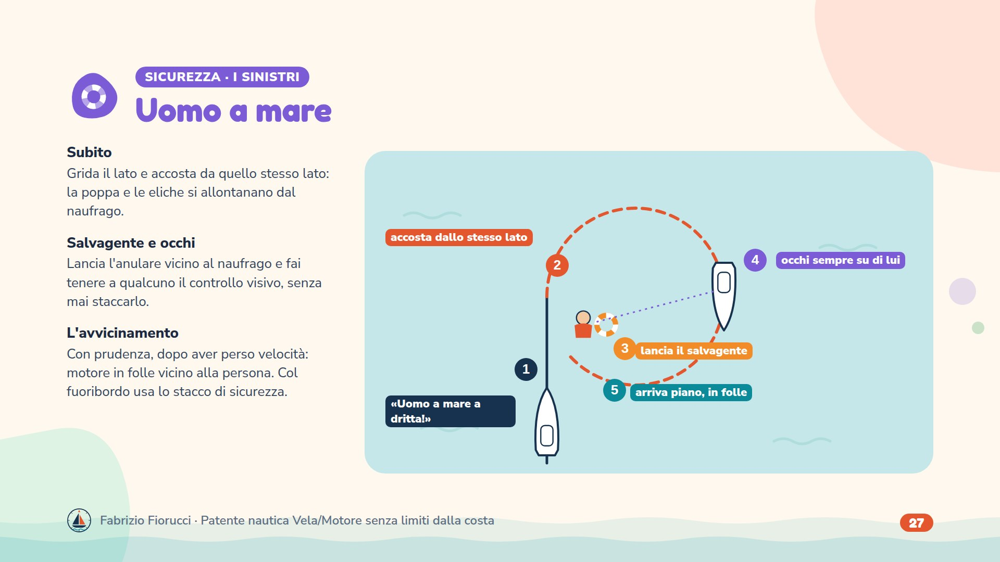 SICUREZZA · I SINISTRI
Uomo a mare
Subito
Grida il lato e accosta da quello stesso lato:
la poppa e le eliche si allontanano dal
naufrago.
Salvagente e occhi
Lancia l'anulare vicino al naufrago e fai
tenere a qualcuno il controllo visivo, senza
mai staccarlo.
L'avvicinamento
Con prudenza, dopo aver perso velocità:
motore in folle vicino alla persona. Col
fuoribordo usa lo stacco di sicurezza.
accosta dallo stesso lato
2
4
occhi sempre su di lui
3
lancia il salvagente
1
5
arriva piano, in folle
«Uomo a mare a
dritta!»
Fabrizio Fiorucci · Patente nautica Vela/Motore senza limiti dalla costa
27